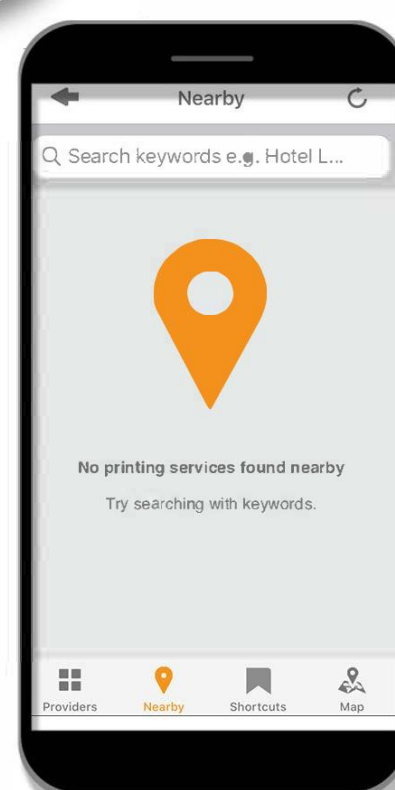 Nearby
Search keywords e.g. Hotel L...
No printing services found nearby
Try searching with keywords.
Providers Nearby Shortcuts Map